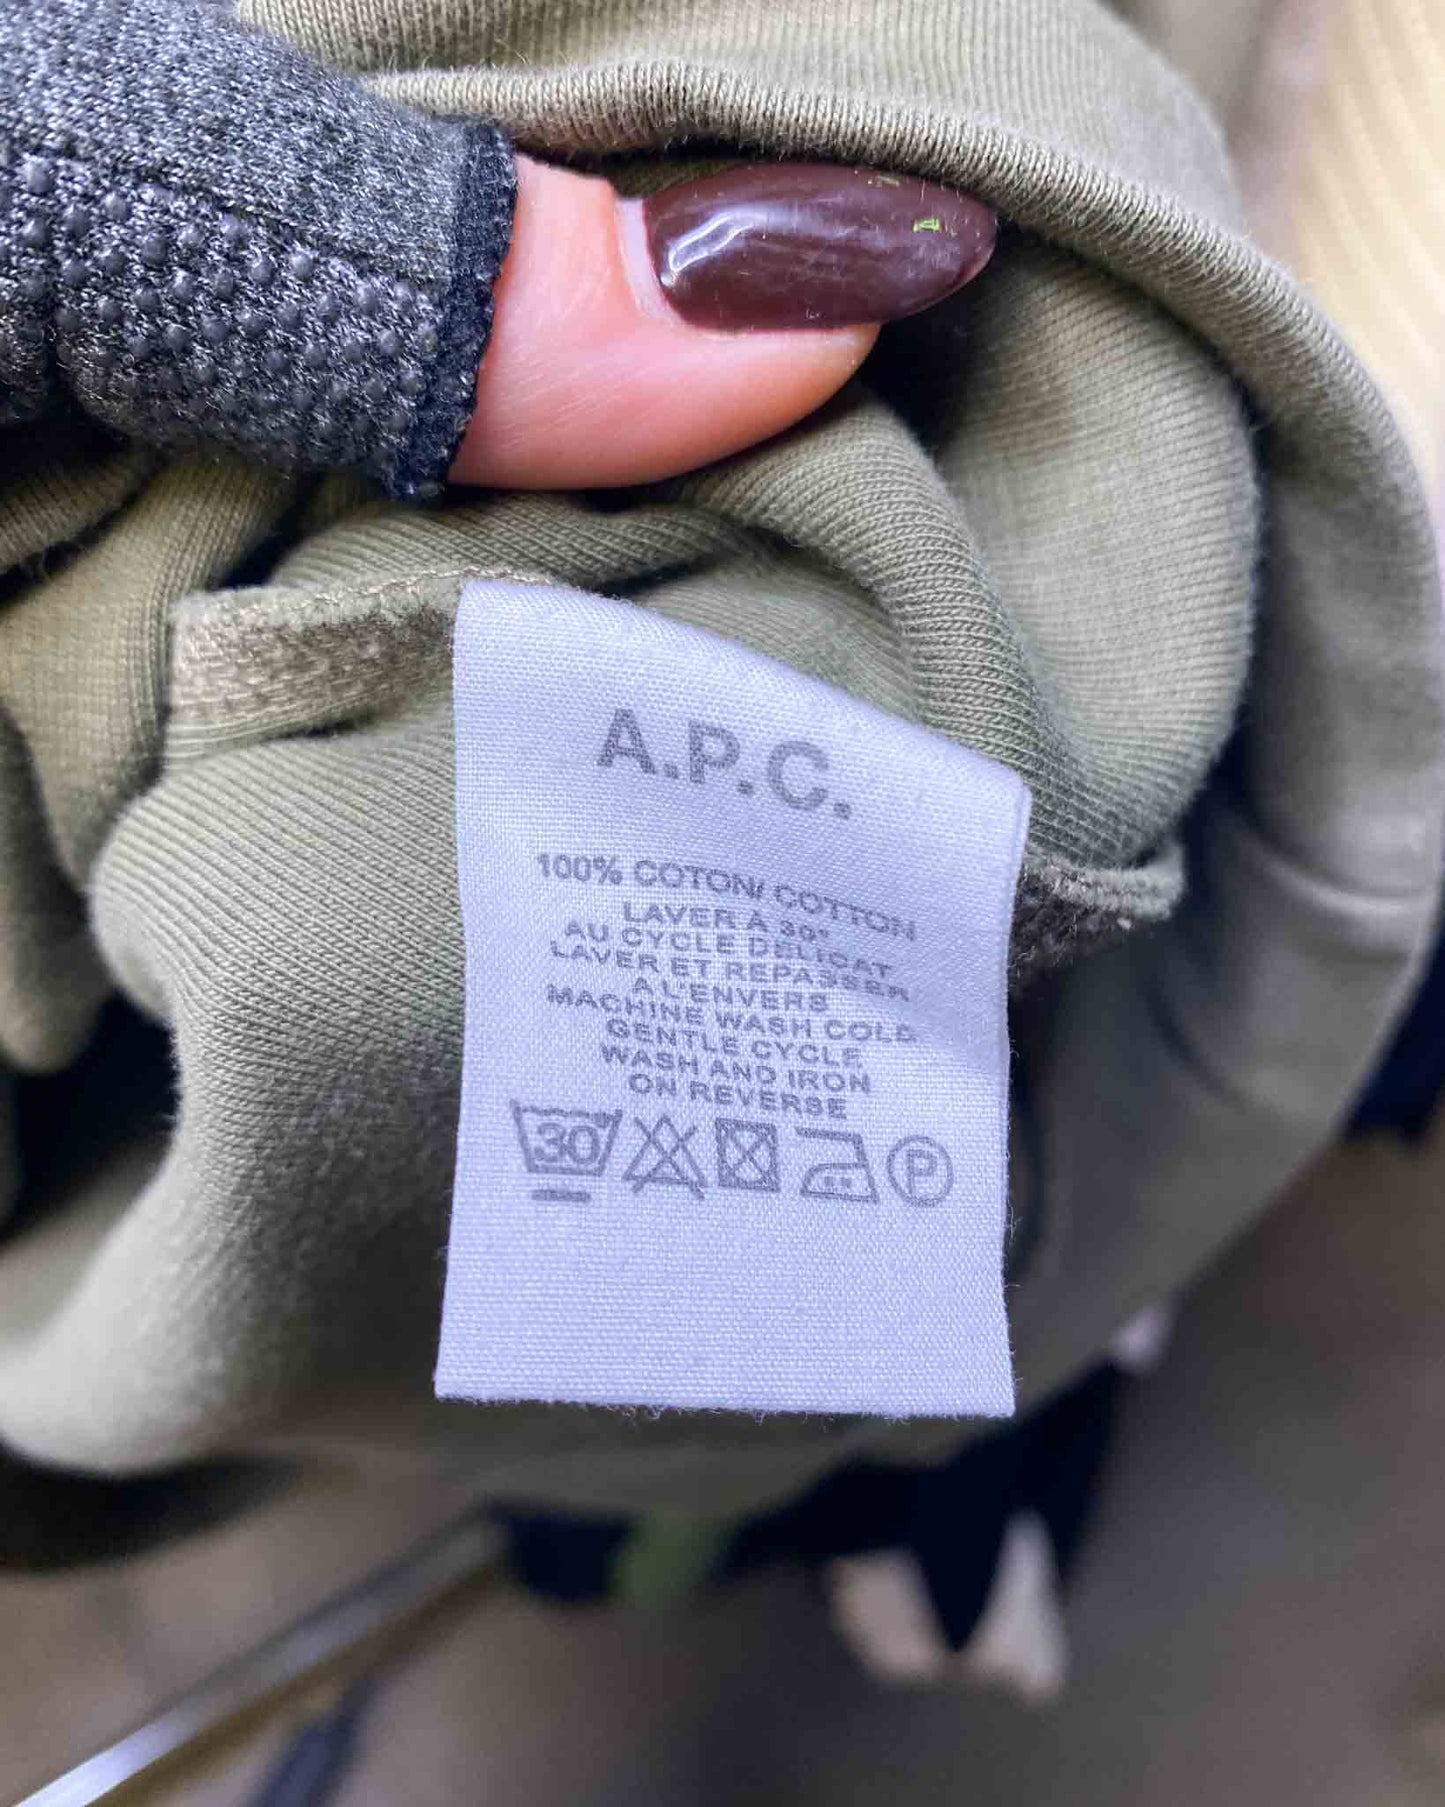 A.P.C.
100% COTON/ COTTON
LAVER A 30°
AU CYCLE DELICAT
LAVER ET REPASSER
A L'ENVERS
MACHINE WASH COLD
GENTLE CYCLE
WASH AND IRON
ON REVERSE
30 P